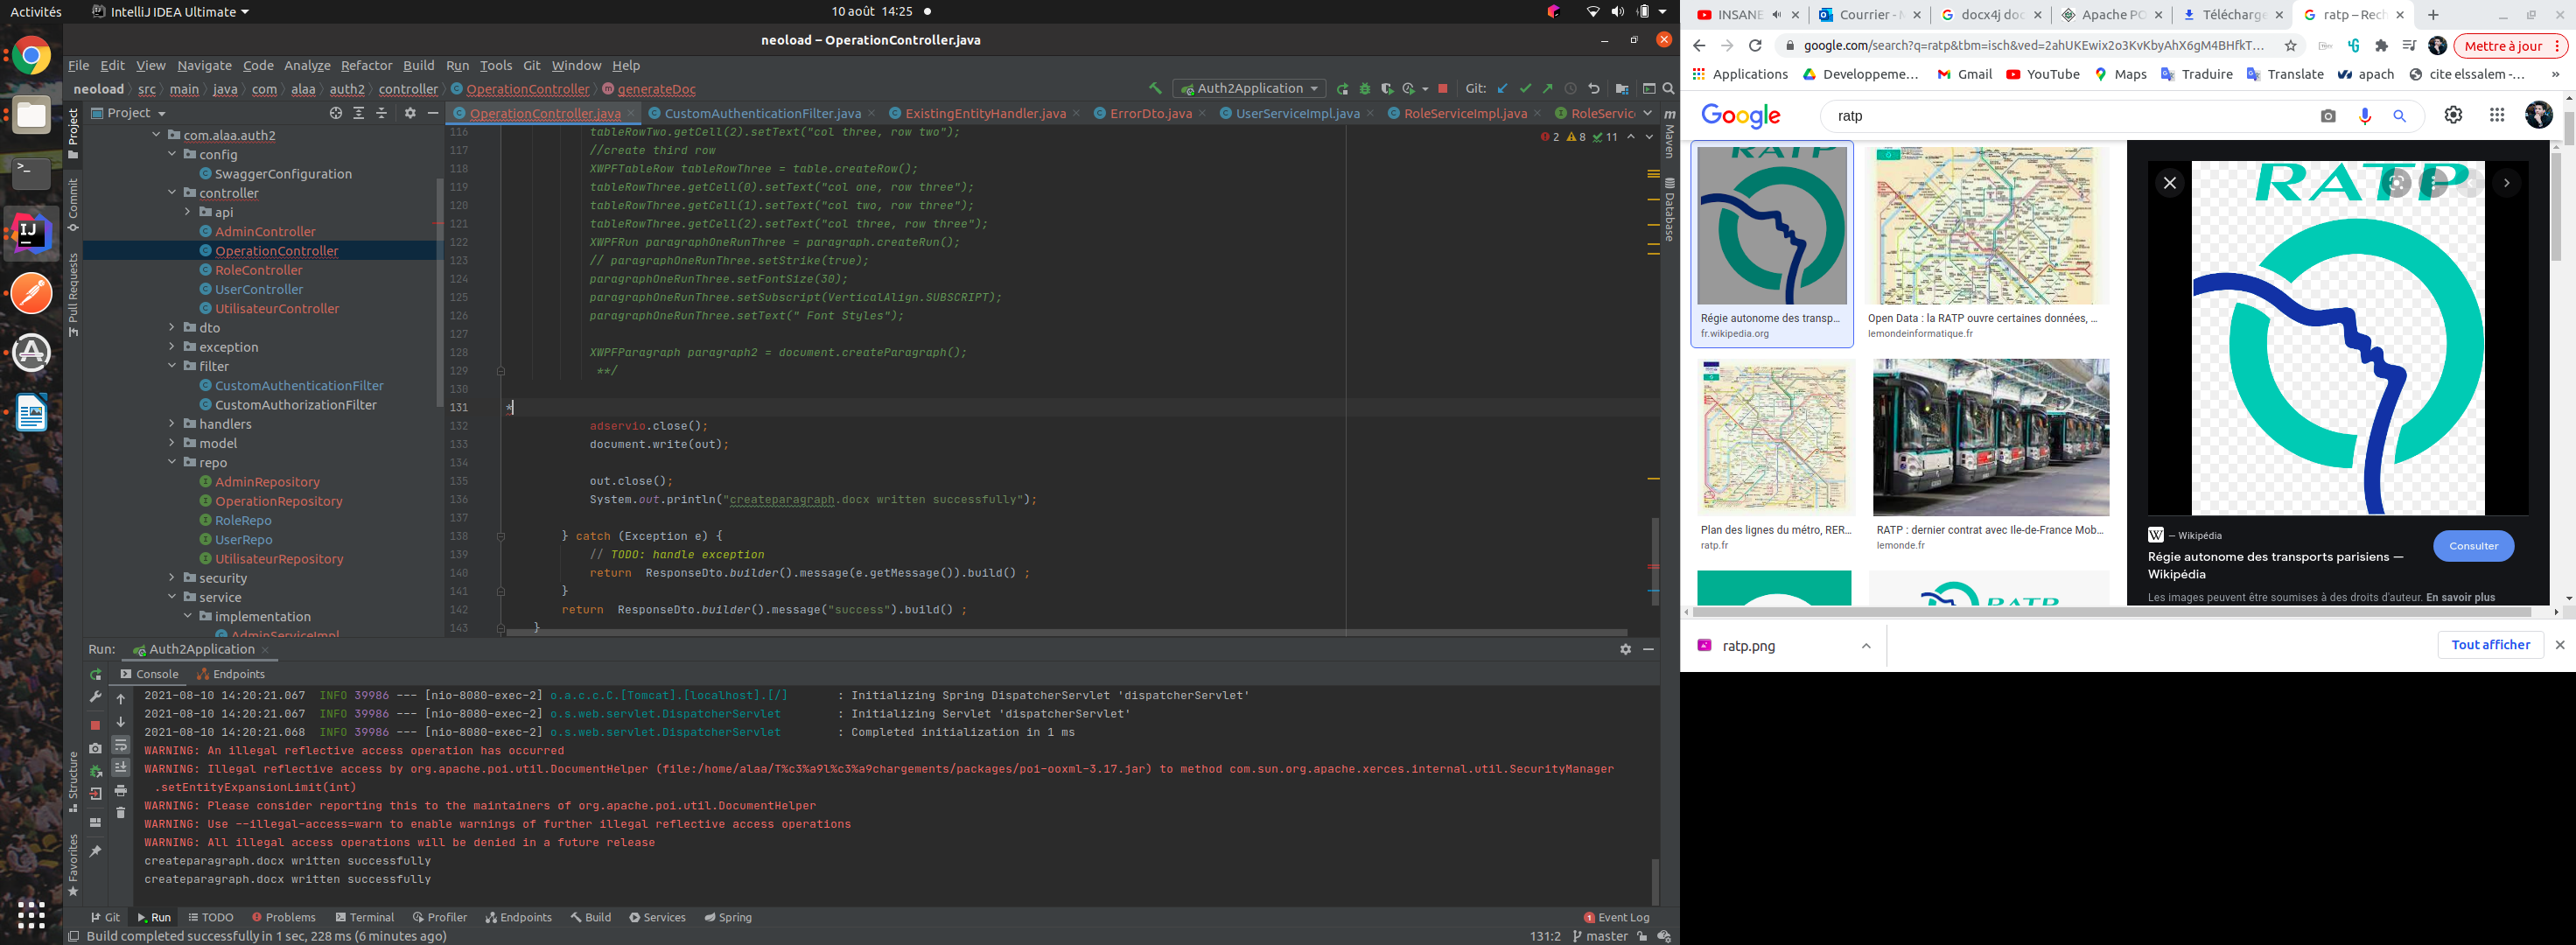 Activités
IntelliJ IDEA Ultimate
10 août 14:25
neoload – OperationController.java
File Edit View Navigate Code Analyze Refactor Build Run Tools Git Window Help
neoload src main java com alaa auth2 controller OperationController generateDoc
Auth2Application
Git:
Project
OperationController.java
CustomAuthenticationFilter.java
ExistingEntityHandler.java
ErrorDto.java
UserServiceImpl.java
RoleServiceImpl.java
RoleServic
Project
Commit
Pull Requests
Structure
Favorites
Maven
Database
com.alaa.auth2
config
SwaggerConfiguration
controller
api
AdminController
OperationController
RoleController
UserController
UtilisateurController
dto
exception
filter
CustomAuthenticationFilter
CustomAuthorizationFilter
handlers
model
repo
AdminRepository
OperationRepository
RoleRepo
UserRepo
UtilisateurRepository
security
service
implementation
AdminServiceImpl
2 8 11
116 tableRowTwo.getCell(2).setText("col three, row two");
117 //create third row
118 XWPFTableRow tableRowThree = table.createRow();
119 tableRowThree.getCell(0).setText("col one, row three");
120 tableRowThree.getCell(1).setText("col two, row three");
121 tableRowThree.getCell(2).setText("col three, row three");
122 XWPFRun paragraphOneRunThree = paragraph.createRun();
123 // paragraphOneRunThree.setStrike(true);
124 paragraphOneRunThree.setFontSize(30);
125 paragraphOneRunThree.setSubscript(VerticalAlign.SUBSCRIPT);
126 paragraphOneRunThree.setText(" Font Styles");
127
128 XWPFParagraph paragraph2 = document.createParagraph();
129 **/
130
131 *
132 adservio.close();
133 document.write(out);
134
135 out.close();
136 System.out.println("createparagraph.docx written successfully");
137
138 } catch (Exception e) {
139 // TODO: handle exception
140 return ResponseDto.builder().message(e.getMessage()).build() ;
141 }
142 return ResponseDto.builder().message("success").build() ;
143 }
Run: Auth2Application
Console Endpoints
2021-08-10 14:20:21.067 INFO 39986 --- [nio-8080-exec-2] o.a.c.c.C.[Tomcat].[localhost].[/] : Initializing Spring DispatcherServlet 'dispatcherServlet'
2021-08-10 14:20:21.067 INFO 39986 --- [nio-8080-exec-2] o.s.web.servlet.DispatcherServlet : Initializing Servlet 'dispatcherServlet'
2021-08-10 14:20:21.068 INFO 39986 --- [nio-8080-exec-2] o.s.web.servlet.DispatcherServlet : Completed initialization in 1 ms
WARNING: An illegal reflective access operation has occurred
WARNING: Illegal reflective access by org.apache.poi.util.DocumentHelper (file:/home/alaa/T%c3%a9l%c3%a9chargements/packages/poi-ooxml-3.17.jar) to method com.sun.org.apache.xerces.internal.util.SecurityManager
.setEntityExpansionLimit(int)
WARNING: Please consider reporting this to the maintainers of org.apache.poi.util.DocumentHelper
WARNING: Use --illegal-access=warn to enable warnings of further illegal reflective access operations
WARNING: All illegal access operations will be denied in a future release
createparagraph.docx written successfully
createparagraph.docx written successfully
Git Run TODO Problems Terminal Profiler Endpoints Build Services Spring
1 Event Log
Build completed successfully in 1 sec, 228 ms (6 minutes ago)
131:2 master
INSANE
Courrier - M
docx4j doc
Apache PO
Télécharge
ratp – Rech
google.com/search?q=ratp&tbm=isch&ved=2ahUKEwix2o3KvKbyAhX6gM4BHfkT...
Mettre à jour
Applications Developpeme... Gmail YouTube Maps Traduire Translate apach cite elssalem -... »
Google
ratp
RATP
Régie autonome des transp...
fr.wikipedia.org
Open Data : la RATP ouvre certaines données, ...
lemondeinformatique.fr
Plan des lignes du métro, RER...
ratp.fr
RATP : dernier contrat avec Ile-de-France Mob...
lemonde.fr
RATP
RATP
W — Wikipédia
Régie autonome des transports parisiens —
Wikipédia
Consulter
Les images peuvent être soumises à des droits d'auteur. En savoir plus
ratp.png
Tout afficher